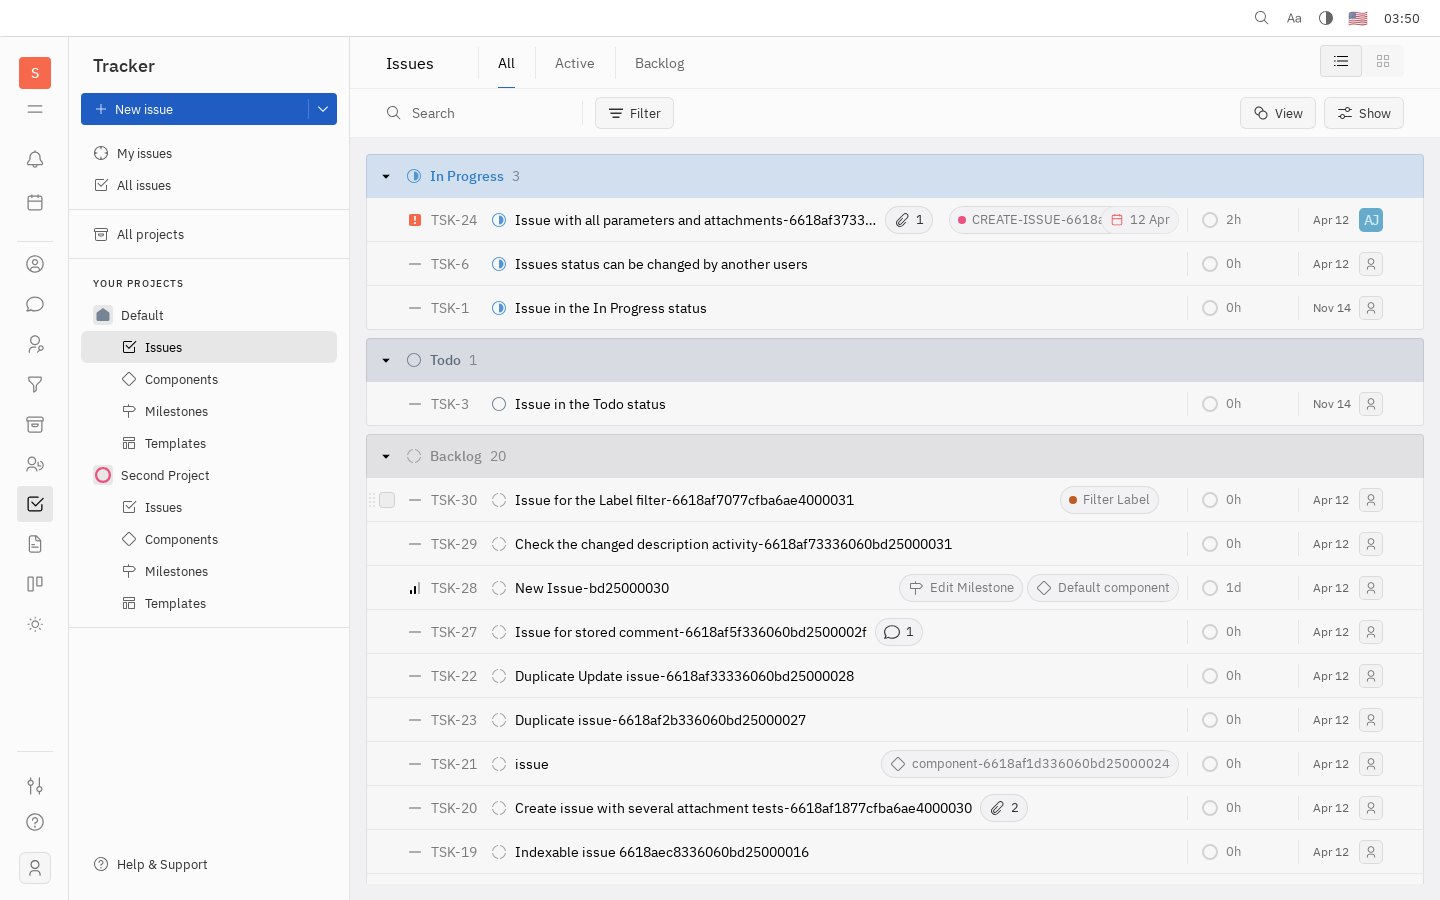 Aa 03:50
S
Tracker
New issue
My issues
All issues
All projects
YOUR PROJECTS
Default
Issues
Components
Milestones
Templates
Second Project
Issues
Components
Milestones
Templates
Help & Support
Issues All Active Backlog
Search Filter View Show
In Progress 3
TSK-24 Issue with all parameters and attachments-6618af3733... 1 CREATE-ISSUE-6618a 12 Apr 2h Apr 12 AJ
TSK-6 Issues status can be changed by another users 0h Apr 12
TSK-1 Issue in the In Progress status 0h Nov 14
Todo 1
TSK-3 Issue in the Todo status 0h Nov 14
Backlog 20
TSK-30 Issue for the Label filter-6618af7077cfba6ae4000031 Filter Label 0h Apr 12
TSK-29 Check the changed description activity-6618af73336060bd25000031 0h Apr 12
TSK-28 New Issue-bd25000030 Edit Milestone Default component 1d Apr 12
TSK-27 Issue for stored comment-6618af5f336060bd2500002f 1 0h Apr 12
TSK-22 Duplicate Update issue-6618af33336060bd25000028 0h Apr 12
TSK-23 Duplicate issue-6618af2b336060bd25000027 0h Apr 12
TSK-21 issue component-6618af1d336060bd25000024 0h Apr 12
TSK-20 Create issue with several attachment tests-6618af1877cfba6ae4000030 2 0h Apr 12
TSK-19 Indexable issue 6618aec8336060bd25000016 0h Apr 12